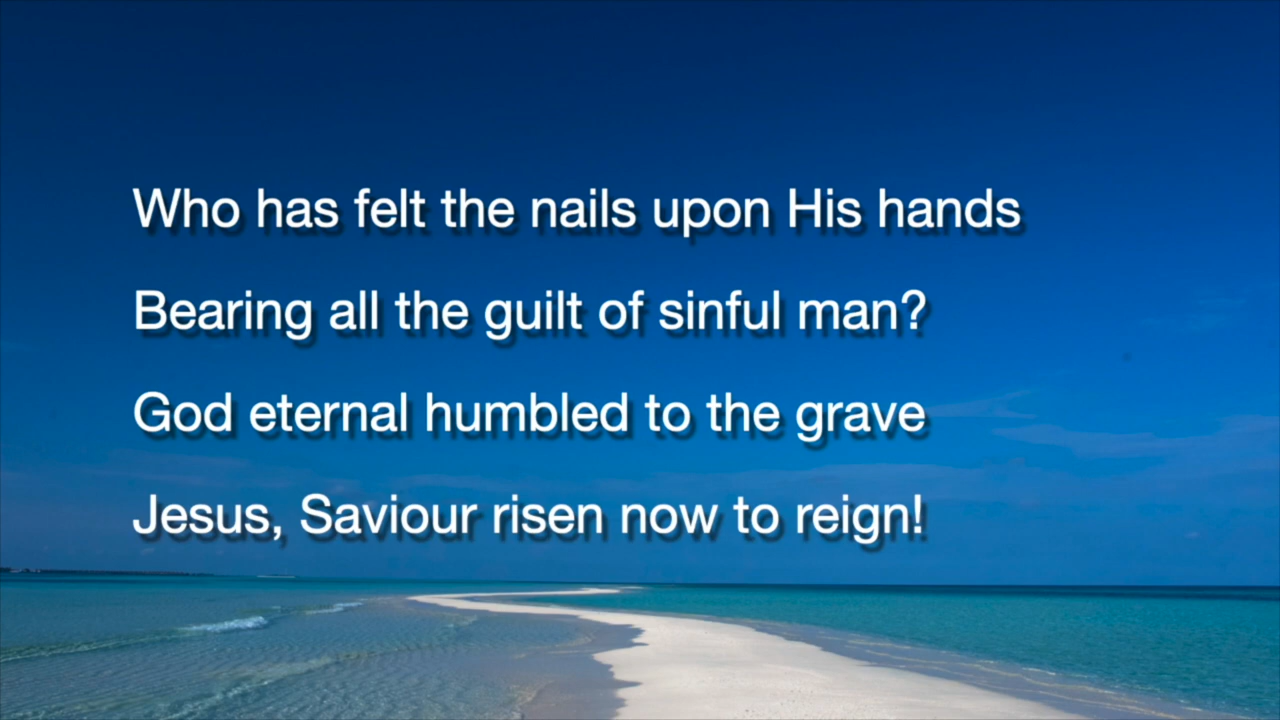 Who has felt the nails upon His hands
Bearing all the guilt of sinful man?
God eternal humbled to the grave
Jesus, Saviour risen now to reign!